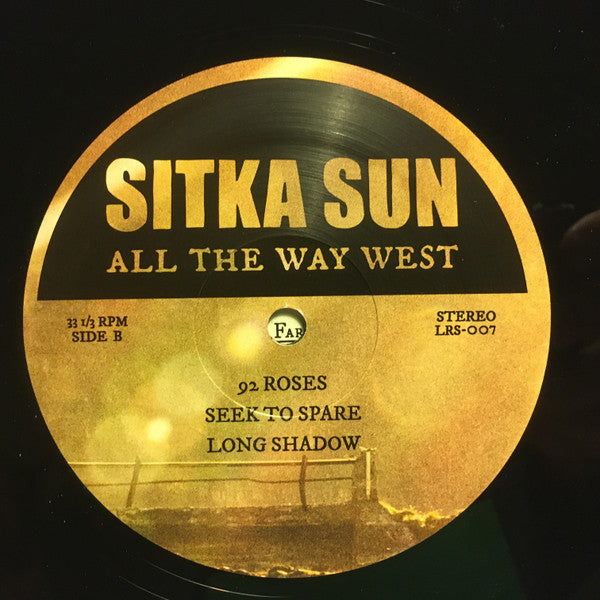 SITKA SUN
ALL THE WAY WEST
33 1/3 RPM
SIDE B
STEREO
LRS-007
Far
92 ROSES
SEEK TO SPARE
LONG SHADOW